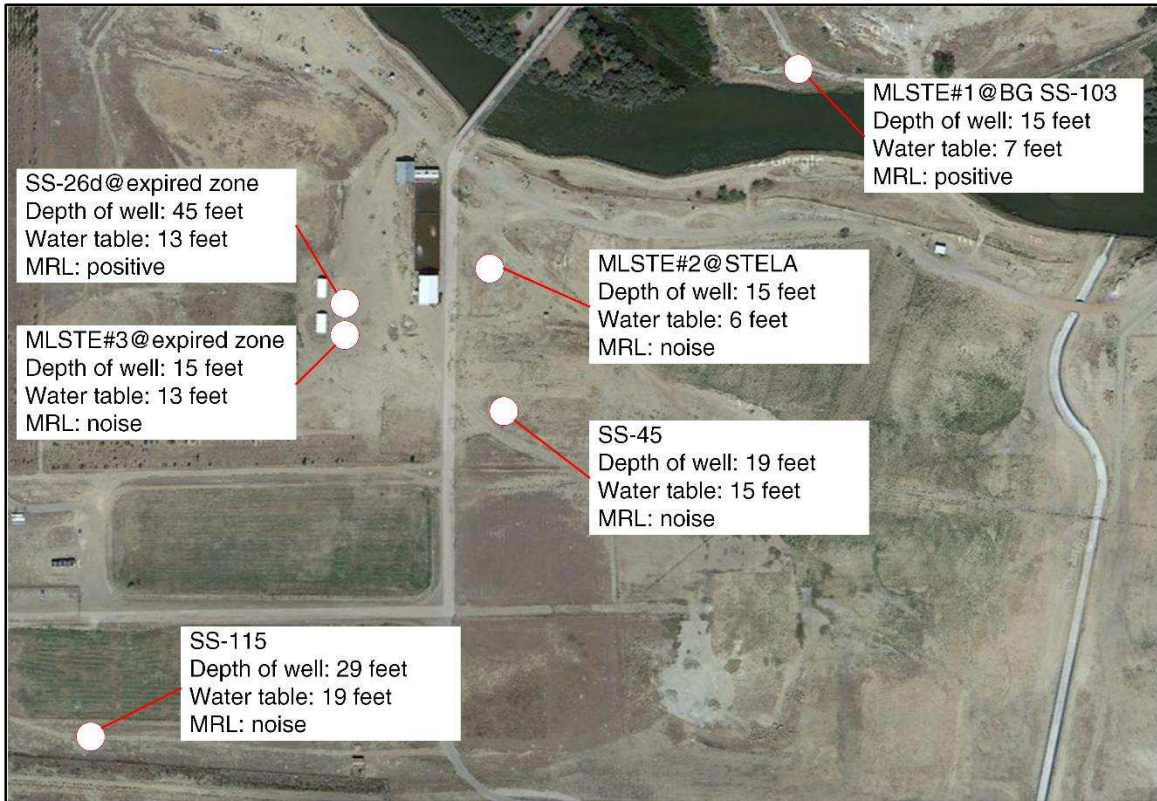 MLSTE#1@BG SS-103
Depth of well: 15 feet
Water table: 7 feet
MRL: positive
SS-26d@expired zone
Depth of well: 45 feet
Water table: 13 feet
MRL: positive
MLSTE#2@STELA
Depth of well: 15 feet
Water table: 6 feet
MRL: noise
MLSTE#3@expired zone
Depth of well: 15 feet
Water table: 13 feet
MRL: noise
SS-45
Depth of well: 19 feet
Water table: 15 feet
MRL: noise
SS-115
Depth of well: 29 feet
Water table: 19 feet
MRL: noise